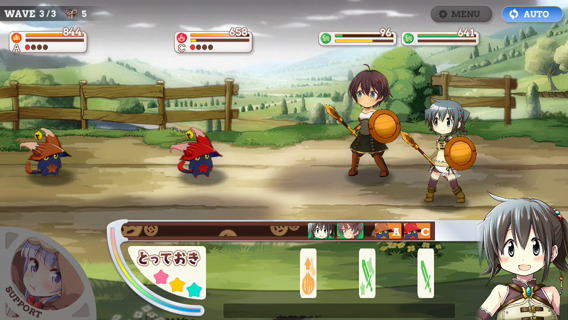 WAVE 3/3 5
MENU
AUTO
844
A
658
C
96
641
A C
とっておき
SUPPORT